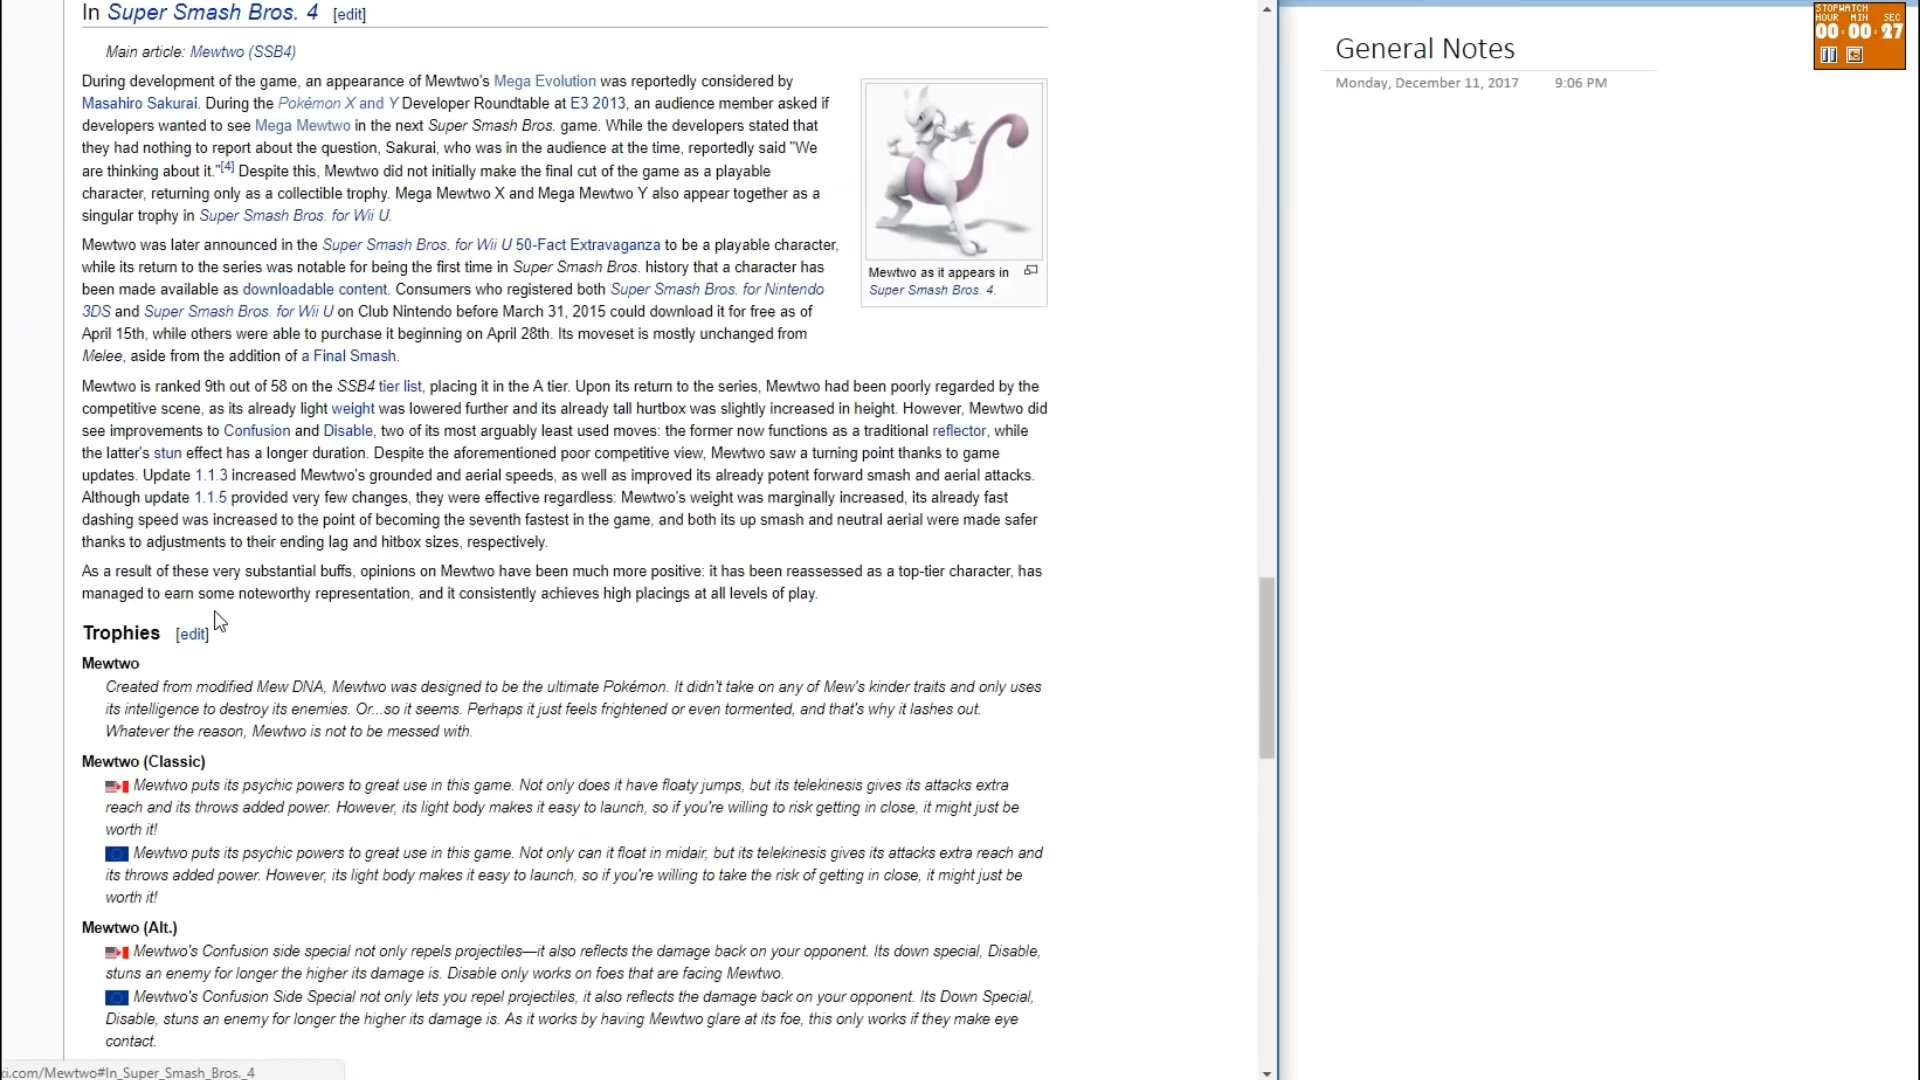 In Super Smash Bros. 4 [edit]
Main article: Mewtwo (SSB4)
During development of the game, an appearance of Mewtwo's Mega Evolution was reportedly considered by
Masahiro Sakurai. During the Pokémon X and Y Developer Roundtable at E3 2013, an audience member asked if
developers wanted to see Mega Mewtwo in the next Super Smash Bros. game. While the developers stated that
they had nothing to report about the question, Sakurai, who was in the audience at the time, reportedly said "We
are thinking about it."[4] Despite this, Mewtwo did not initially make the final cut of the game as a playable
character, returning only as a collectible trophy. Mega Mewtwo X and Mega Mewtwo Y also appear together as a
singular trophy in Super Smash Bros. for Wii U.
Mewtwo as it appears in
Super Smash Bros. 4.
Mewtwo was later announced in the Super Smash Bros. for Wii U 50-Fact Extravaganza to be a playable character,
while its return to the series was notable for being the first time in Super Smash Bros. history that a character has
been made available as downloadable content. Consumers who registered both Super Smash Bros. for Nintendo
3DS and Super Smash Bros. for Wii U on Club Nintendo before March 31, 2015 could download it for free as of
April 15th, while others were able to purchase it beginning on April 28th. Its moveset is mostly unchanged from
Melee, aside from the addition of a Final Smash.
Mewtwo is ranked 9th out of 58 on the SSB4 tier list, placing it in the A tier. Upon its return to the series, Mewtwo had been poorly regarded by the
competitive scene, as its already light weight was lowered further and its already tall hurtbox was slightly increased in height. However, Mewtwo did
see improvements to Confusion and Disable, two of its most arguably least used moves: the former now functions as a traditional reflector, while
the latter's stun effect has a longer duration. Despite the aforementioned poor competitive view, Mewtwo saw a turning point thanks to game
updates. Update 1.1.3 increased Mewtwo's grounded and aerial speeds, as well as improved its already potent forward smash and aerial attacks.
Although update 1.1.5 provided very few changes, they were effective regardless: Mewtwo's weight was marginally increased, its already fast
dashing speed was increased to the point of becoming the seventh fastest in the game, and both its up smash and neutral aerial were made safer
thanks to adjustments to their ending lag and hitbox sizes, respectively.
As a result of these very substantial buffs, opinions on Mewtwo have been much more positive: it has been reassessed as a top-tier character, has
managed to earn some noteworthy representation, and it consistently achieves high placings at all levels of play.
Trophies [edit]
Mewtwo
Created from modified Mew DNA, Mewtwo was designed to be the ultimate Pokémon. It didn't take on any of Mew's kinder traits and only uses
its intelligence to destroy its enemies. Or...so it seems. Perhaps it just feels frightened or even tormented, and that's why it lashes out.
Whatever the reason, Mewtwo is not to be messed with.
Mewtwo (Classic)
Mewtwo puts its psychic powers to great use in this game. Not only does it have floaty jumps, but its telekinesis gives its attacks extra
reach and its throws added power. However, its light body makes it easy to launch, so if you're willing to risk getting in close, it might just be
worth it!
Mewtwo puts its psychic powers to great use in this game. Not only can it float in midair, but its telekinesis gives its attacks extra reach and
its throws added power. However, its light body makes it easy to launch, so if you're willing to take the risk of getting in close, it might just be
worth it!
Mewtwo (Alt.)
Mewtwo's Confusion side special not only repels projectiles—it also reflects the damage back on your opponent. Its down special, Disable,
stuns an enemy for longer the higher its damage is. Disable only works on foes that are facing Mewtwo.
Mewtwo's Confusion Side Special not only lets you repel projectiles, it also reflects the damage back on your opponent. Its Down Special,
Disable, stuns an enemy for longer the higher its damage is. As it works by having Mewtwo glare at its foe, this only works if they make eye
contact.
ci.com/Mewtwo#In_Super_Smash_Bros._4
General Notes
Monday, December 11, 2017 9:06 PM
STOPWATCH
HOUR MIN SEC
00:00:27